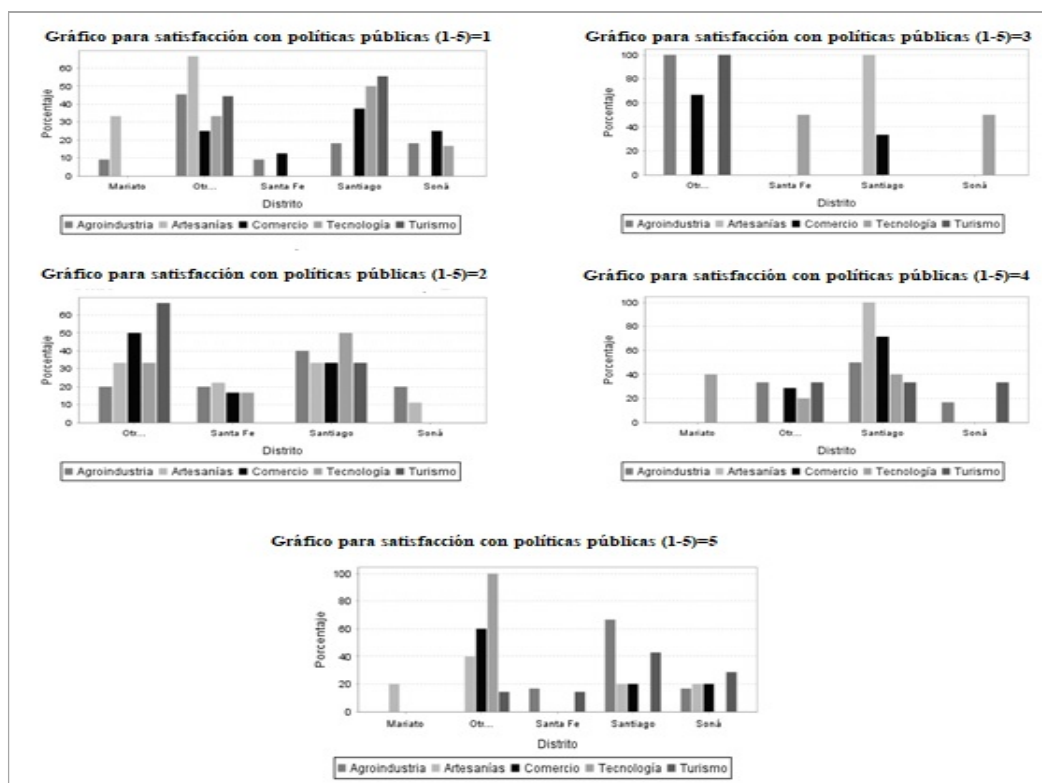 Gráfico para satisfacción con políticas públicas (1-5)=1
Porcentaje
60
50
40
30
20
10
0
Mariato Otr... Santa Fe Santiago Soná
Distrito
Agroindustria Artesanías Comercio Tecnología Turismo
Gráfico para satisfacción con políticas públicas (1-5)=3
Porcentaje
100
80
60
40
20
0
Otr... Santa Fe Santiago Soná
Distrito
Agroindustria Artesanías Comercio Tecnología Turismo
Gráfico para satisfacción con políticas públicas (1-5)=2
Porcentaje
60
50
40
30
20
10
0
Otr... Santa Fe Santiago Soná
Distrito
Agroindustria Artesanías Comercio Tecnología Turismo
Gráfico para satisfacción con políticas públicas (1-5)=4
Porcentaje
100
80
60
40
20
0
Mariato Otr... Santiago Soná
Distrito
Agroindustria Artesanías Comercio Tecnología Turismo
Gráfico para satisfacción con políticas públicas (1-5)=5
Porcentaje
100
80
60
40
20
0
Mariato Otr... Santa Fe Santiago Soná
Distrito
Agroindustria Artesanías Comercio Tecnología Turismo